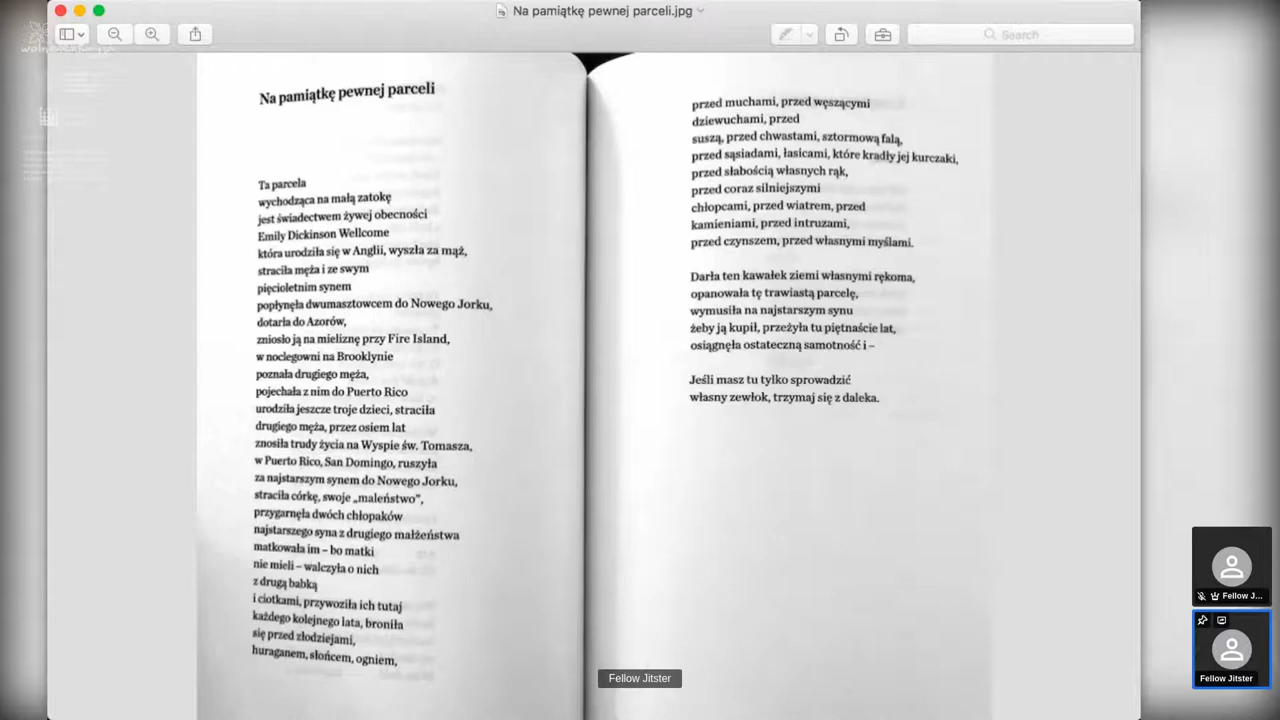 Na pamiątkę pewnej parceli.jpg
Search
Na pamiątkę pewnej parceli
Ta parcela
wychodząca na małą zatokę
jest świadectwem żywej obecności
Emily Dickinson Wellcome
która urodziła się w Anglii, wyszła za mąż,
straciła męża i ze swym
pięcioletnim synem
popłynęła dwumasztowcem do Nowego Jorku,
dotarła do Azorów,
zniosło ją na mieliznę przy Fire Island,
w noclegowni na Brooklynie
poznała drugiego męża,
pojechała z nim do Puerto Rico
urodziła jeszcze troje dzieci, straciła
drugiego męża, przez osiem lat
znosiła trudy życia na Wyspie św. Tomasza,
w Puerto Rico, San Domingo, ruszyła
za najstarszym synem do Nowego Jorku,
straciła córkę, swoje „maleństwo”,
przygarnęła dwóch chłopaków
najstarszego syna z drugiego małżeństwa
matkowała im – bo matki
nie mieli – walczyła o nich
z drugą babką
i ciotkami, przywoziła ich tutaj
każdego kolejnego lata, broniła
się przed złodziejami,
huraganem, słońcem, ogniem,
przed muchami, przed węszącymi
dziewuchami, przed
suszą, przed chwastami, sztormową falą,
przed sąsiadami, łasicami, które kradły jej kurczaki,
przed słabością własnych rąk,
przed coraz silniejszymi
chłopcami, przed wiatrem, przed
kamieniami, przed intruzami,
przed czynszem, przed własnymi myślami.
Darła ten kawałek ziemi własnymi rękoma,
opanowała tę trawiastą parcelę,
wymusiła na najstarszym synu
żeby ją kupił, przeżyła tu piętnaście lat,
osiągnęła ostateczną samotność i –
Jeśli masz tu tylko sprowadzić
własny zewłok, trzymaj się z daleka.
Fellow J...
Fellow Jitster
Fellow Jitster